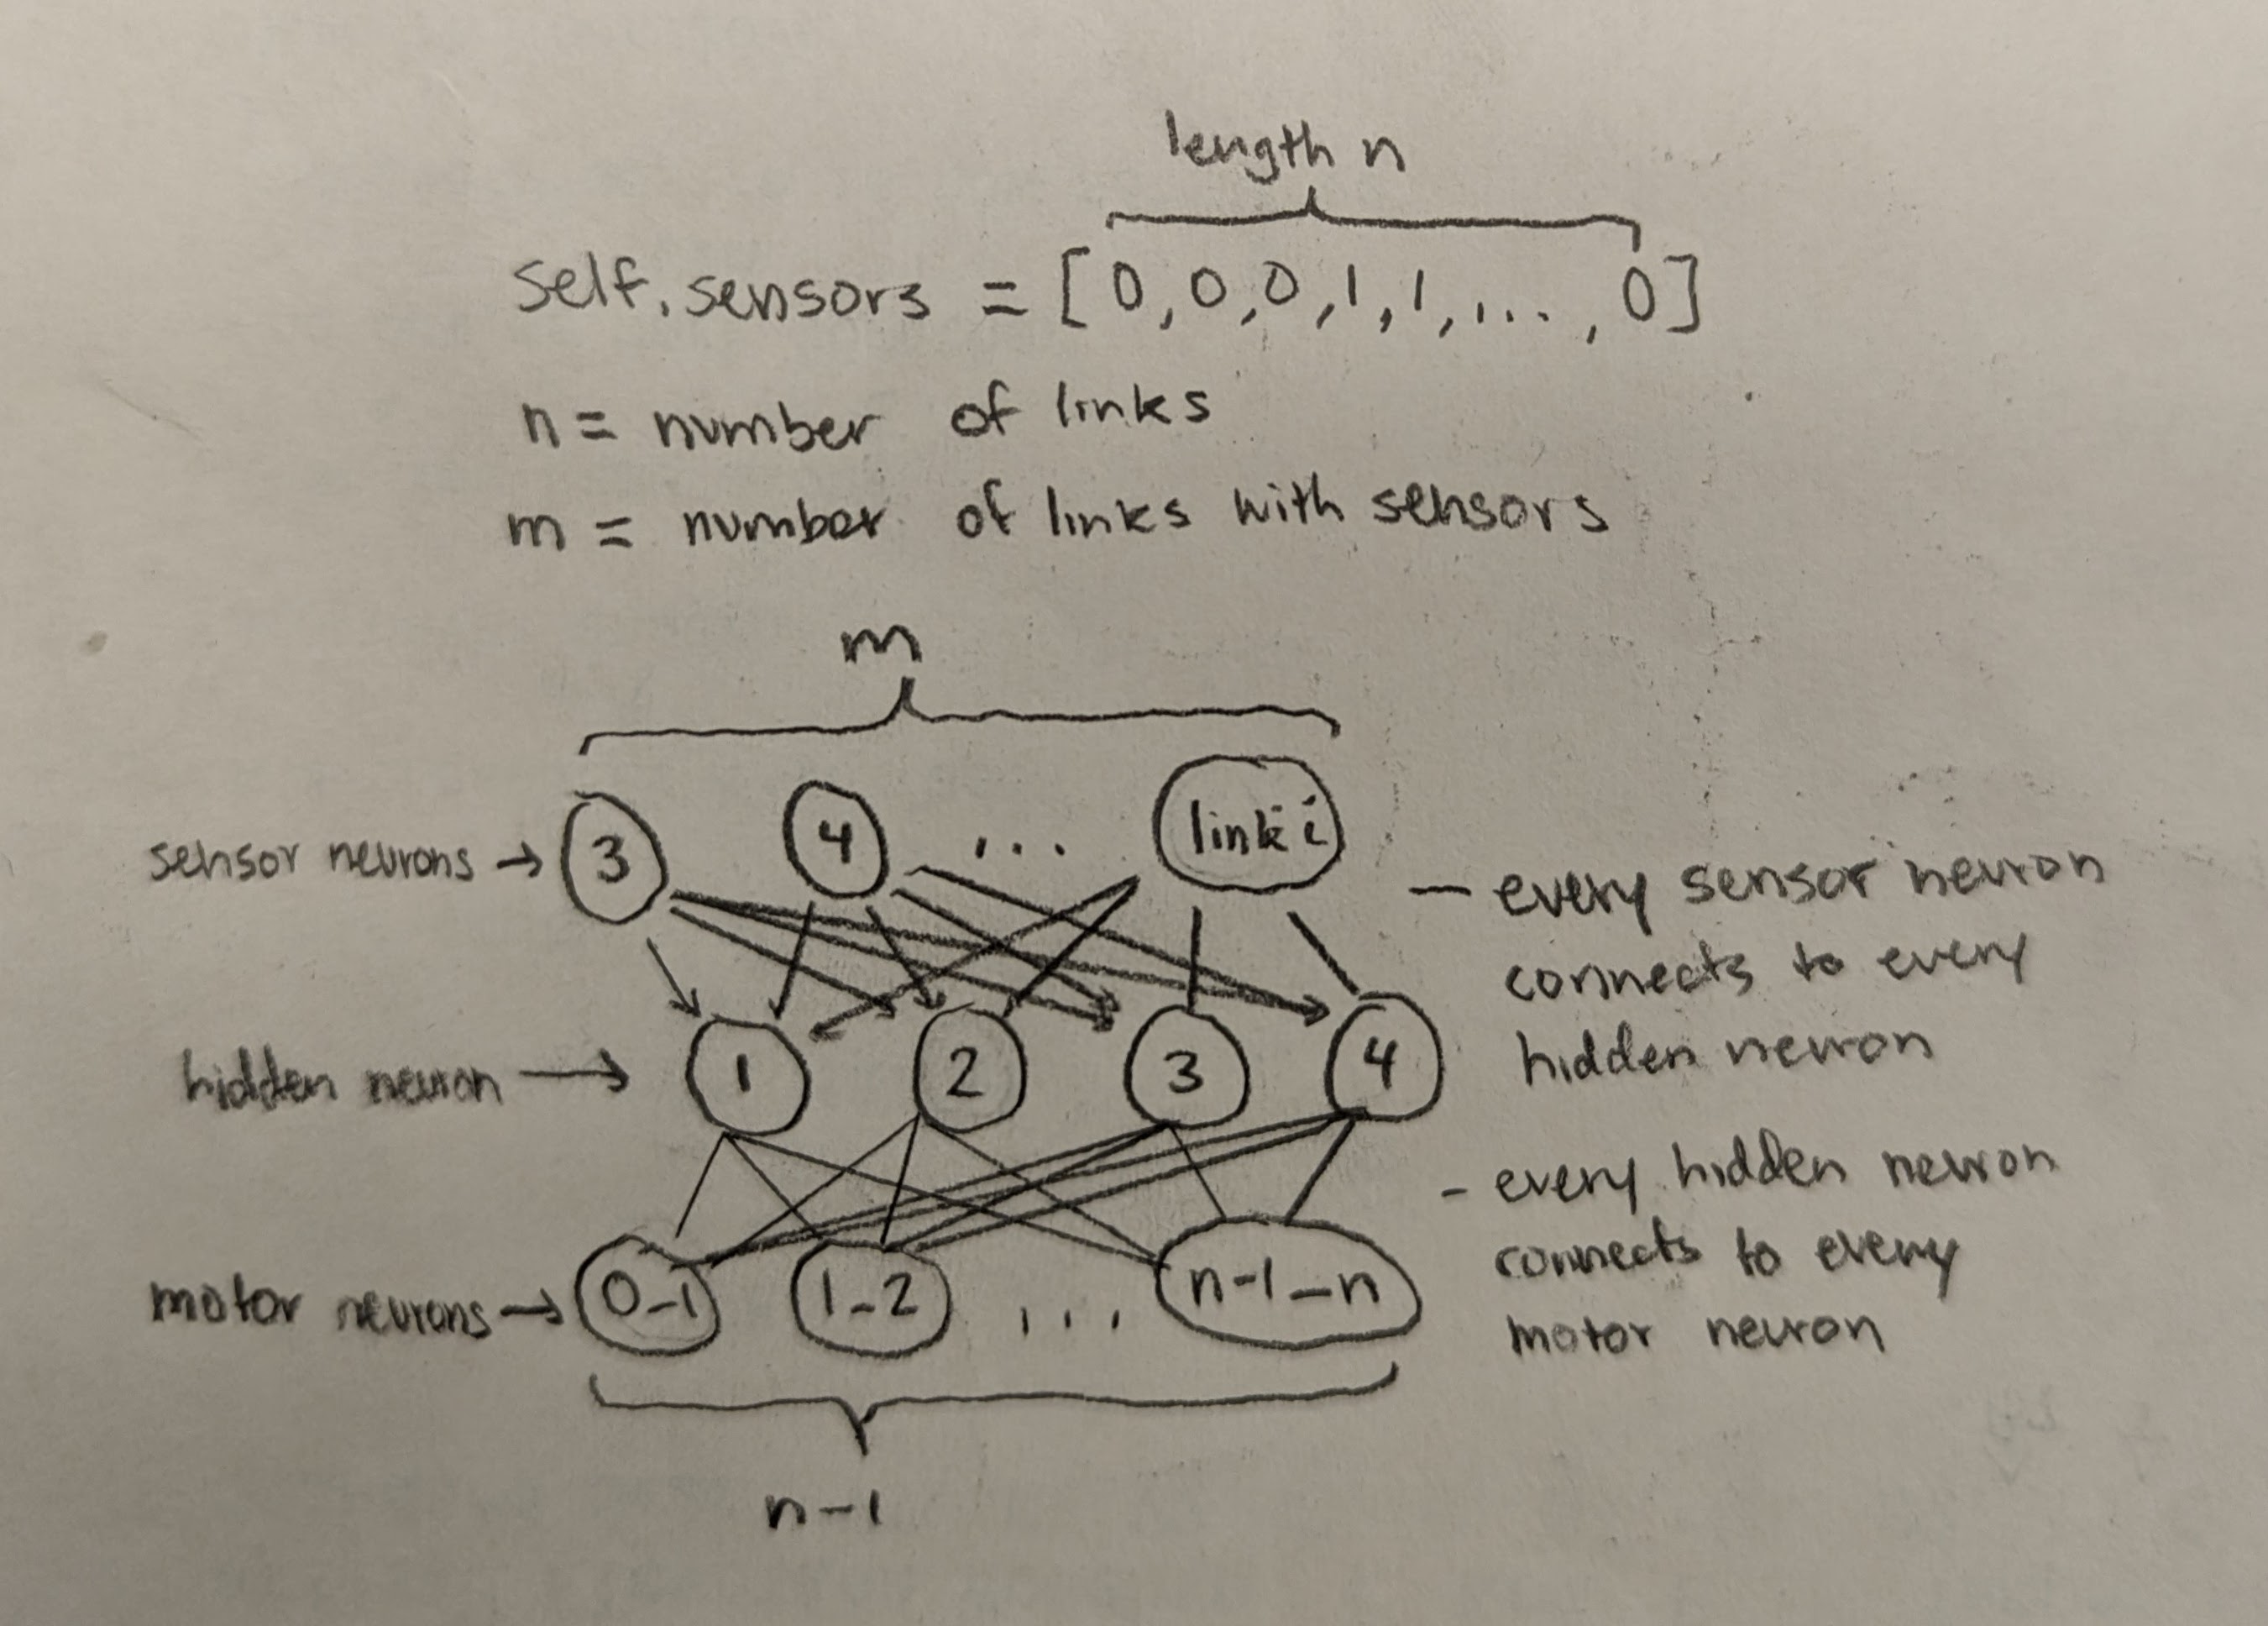 length n
self.sensors = [0,0,0,1,1,... ,0]
n = number of links
m = number of links with sensors
m
sensor neurons → 3 4 ... link i
— every sensor neuron
connects to every
hidden neuron
hidden neuron → 1 2 3 4
- every hidden neuron
connects to every
motor neuron
motor neurons → 0_1 1_2 ... n-1_n
n-1